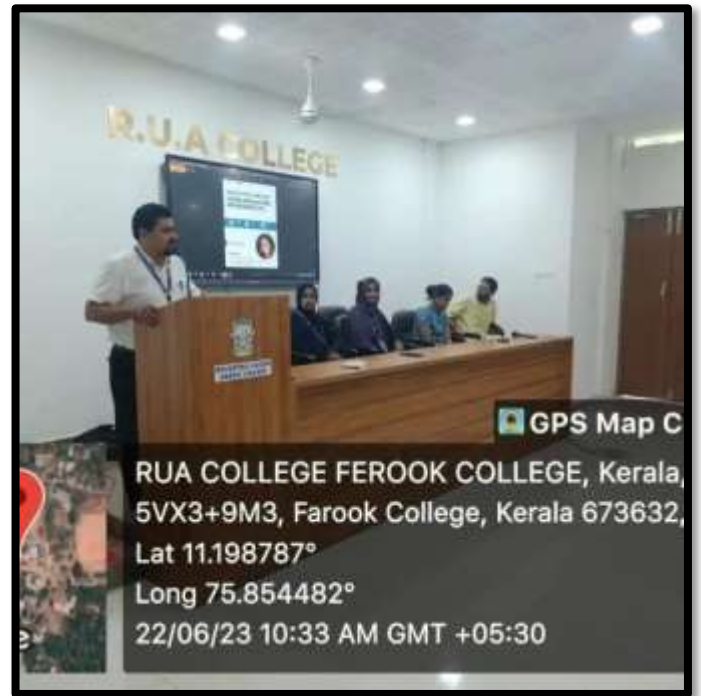 R.U.A COLLEGE
GPS Map C
RUA COLLEGE FEROOK COLLEGE, Kerala,
5VX3+9M3, Farook College, Kerala 673632,
Lat 11.198787°
Long 75.854482°
22/06/23 10:33 AM GMT +05:30